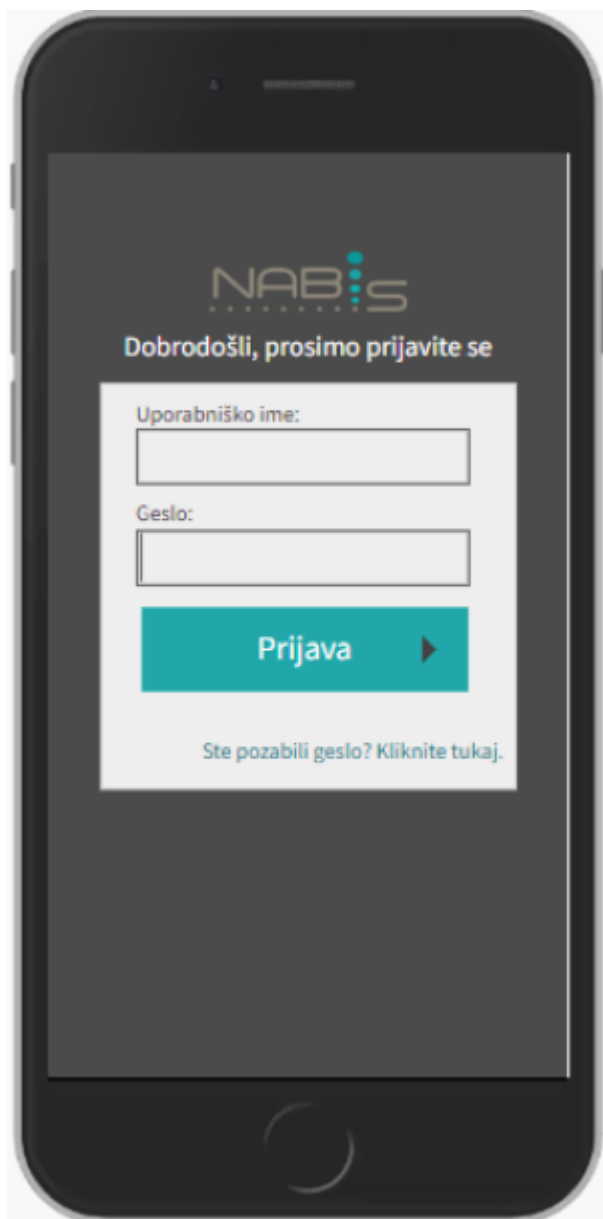 NABiS
Dobrodošli, prosimo prijavite se
Uporabniško ime:
Geslo:
Prijava
Ste pozabili geslo? Kliknite tukaj.